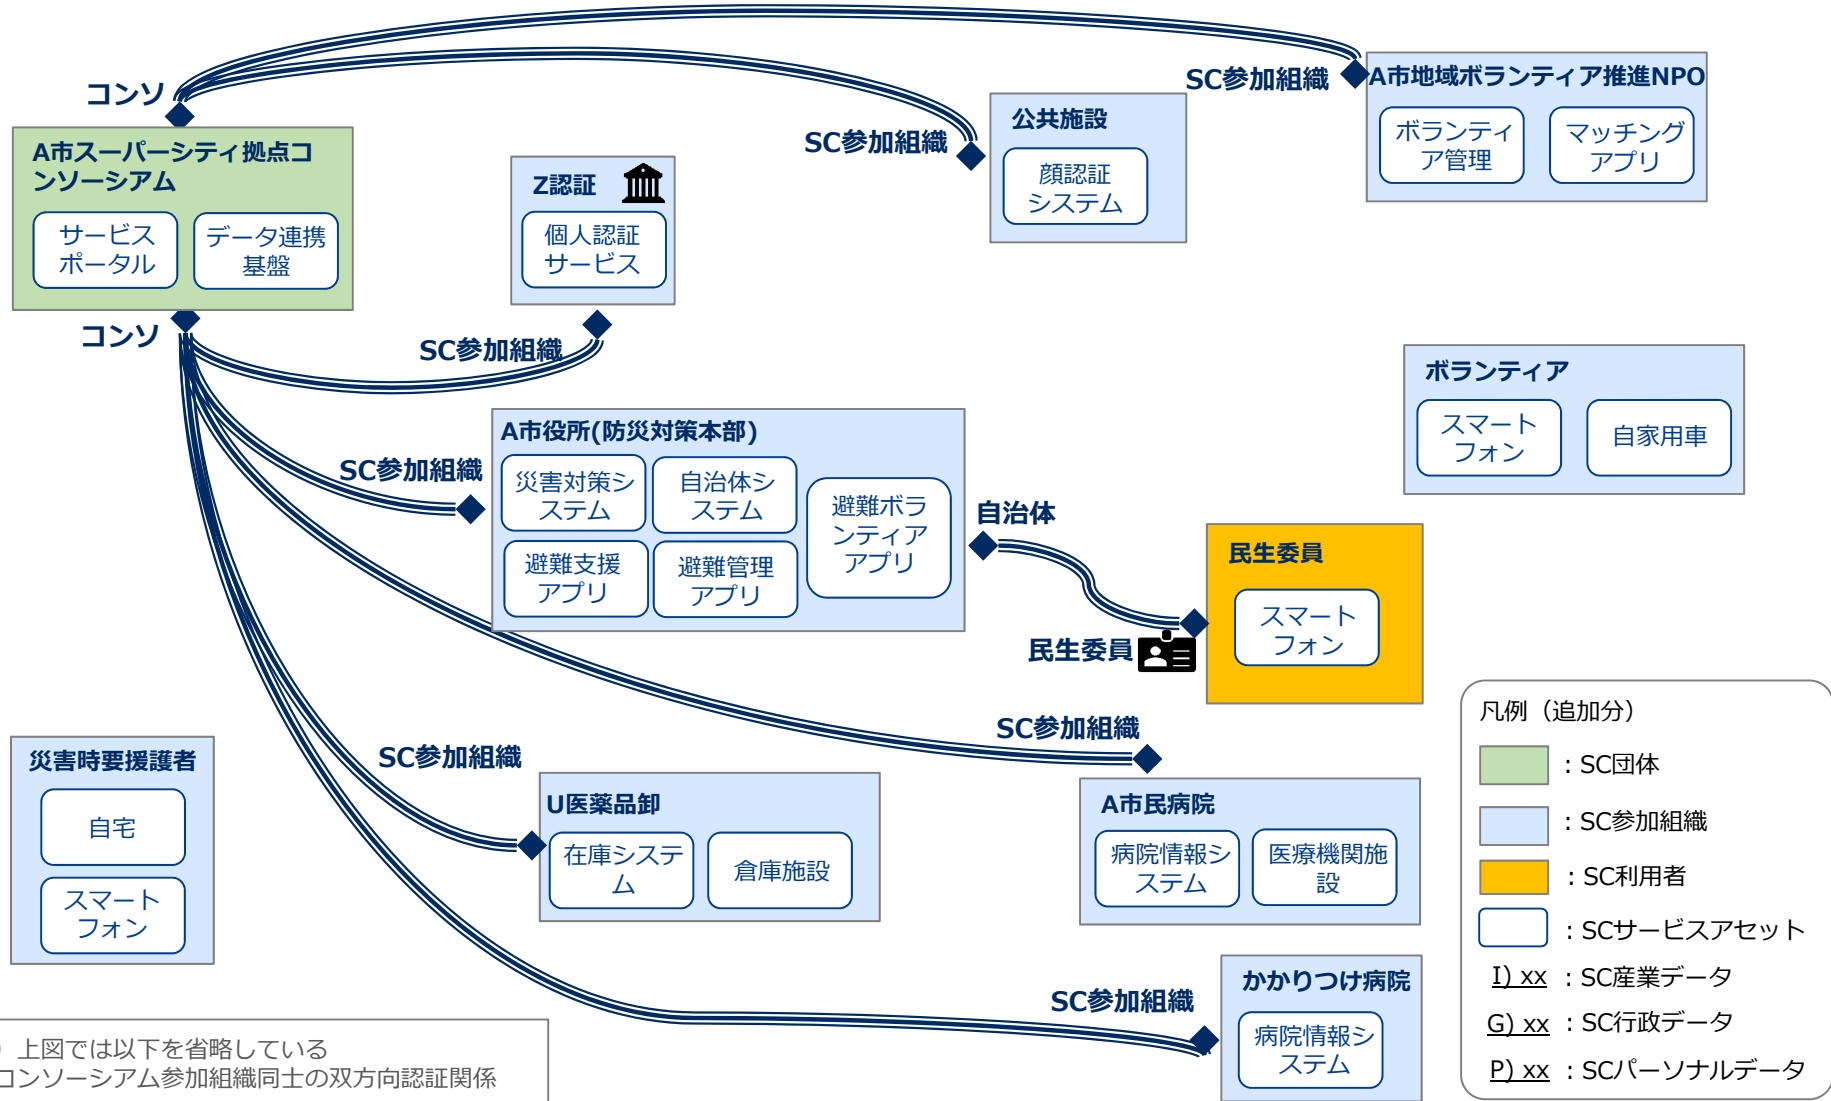 コンソ
A市スーパーシティ拠点コ
ンソーシアム
サービス
ポータル
データ連携
基盤
コンソ
Z認証
個人認証
サービス
SC参加組織
SC参加組織
公共施設
顔認証
システム
SC参加組織
A市地域ボランティア推進NPO
ボランティ
ア管理
マッチング
アプリ
ボランティア
スマート
フォン
自家用車
SC参加組織
A市役所(防災対策本部)
災害対策シ
ステム
自治体シ
ステム
避難ボラ
ンティア
アプリ
避難支援
アプリ
避難管理
アプリ
自治体
民生委員
民生委員
スマート
フォン
災害時要援護者
自宅
スマート
フォン
SC参加組織
U医薬品卸
在庫システ
ム
倉庫施設
SC参加組織
A市民病院
病院情報シ
ステム
医療機関施
設
SC参加組織
かかりつけ病院
病院情報シ
ステム
凡例（追加分）
：SC団体
：SC参加組織
：SC利用者
：SCサービスアセット
I) xx ：SC産業データ
G) xx ：SC行政データ
P) xx ：SCパーソナルデータ
）上図では以下を省略している
コンソーシアム参加組織同士の双方向認証関係